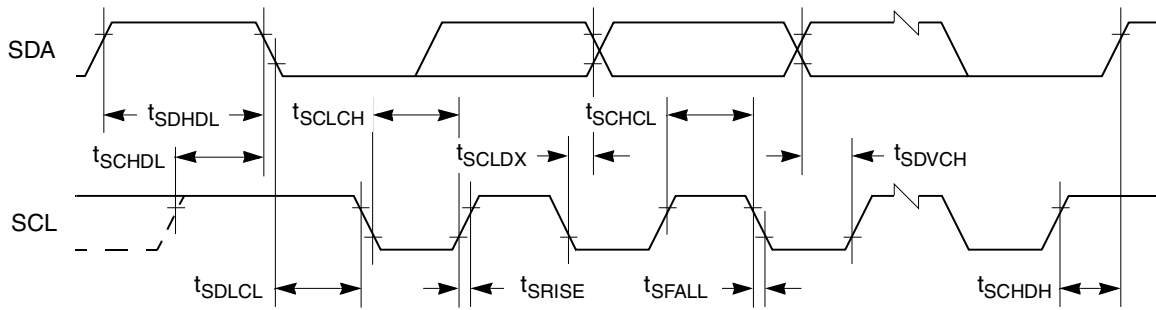 SDA
tSDHDL
tSCLCH
tSCHCL
tSCHDL
tSCLDX
tSDVCH
SCL
tSDLCL
tSRISE
tSFALL
tSCHDH